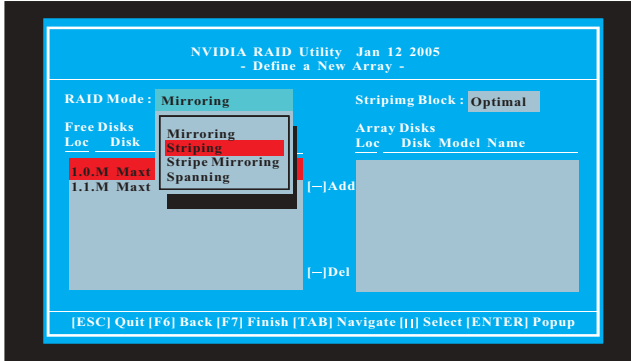 NVIDIA RAID Utility Jan 12 2005
- Define a New Array -
RAID Mode : Mirroring
Stripimg Block : Optimal
Mirroring
Striping
Stripe Mirroring
Spanning
Free Disks
Loc Disk
1.0.M Maxt
1.1.M Maxt
[—]Add
[—]Del
Array Disks
Loc Disk Model Name
[ESC] Quit [F6] Back [F7] Finish [TAB] Navigate [||] Select [ENTER] Popup